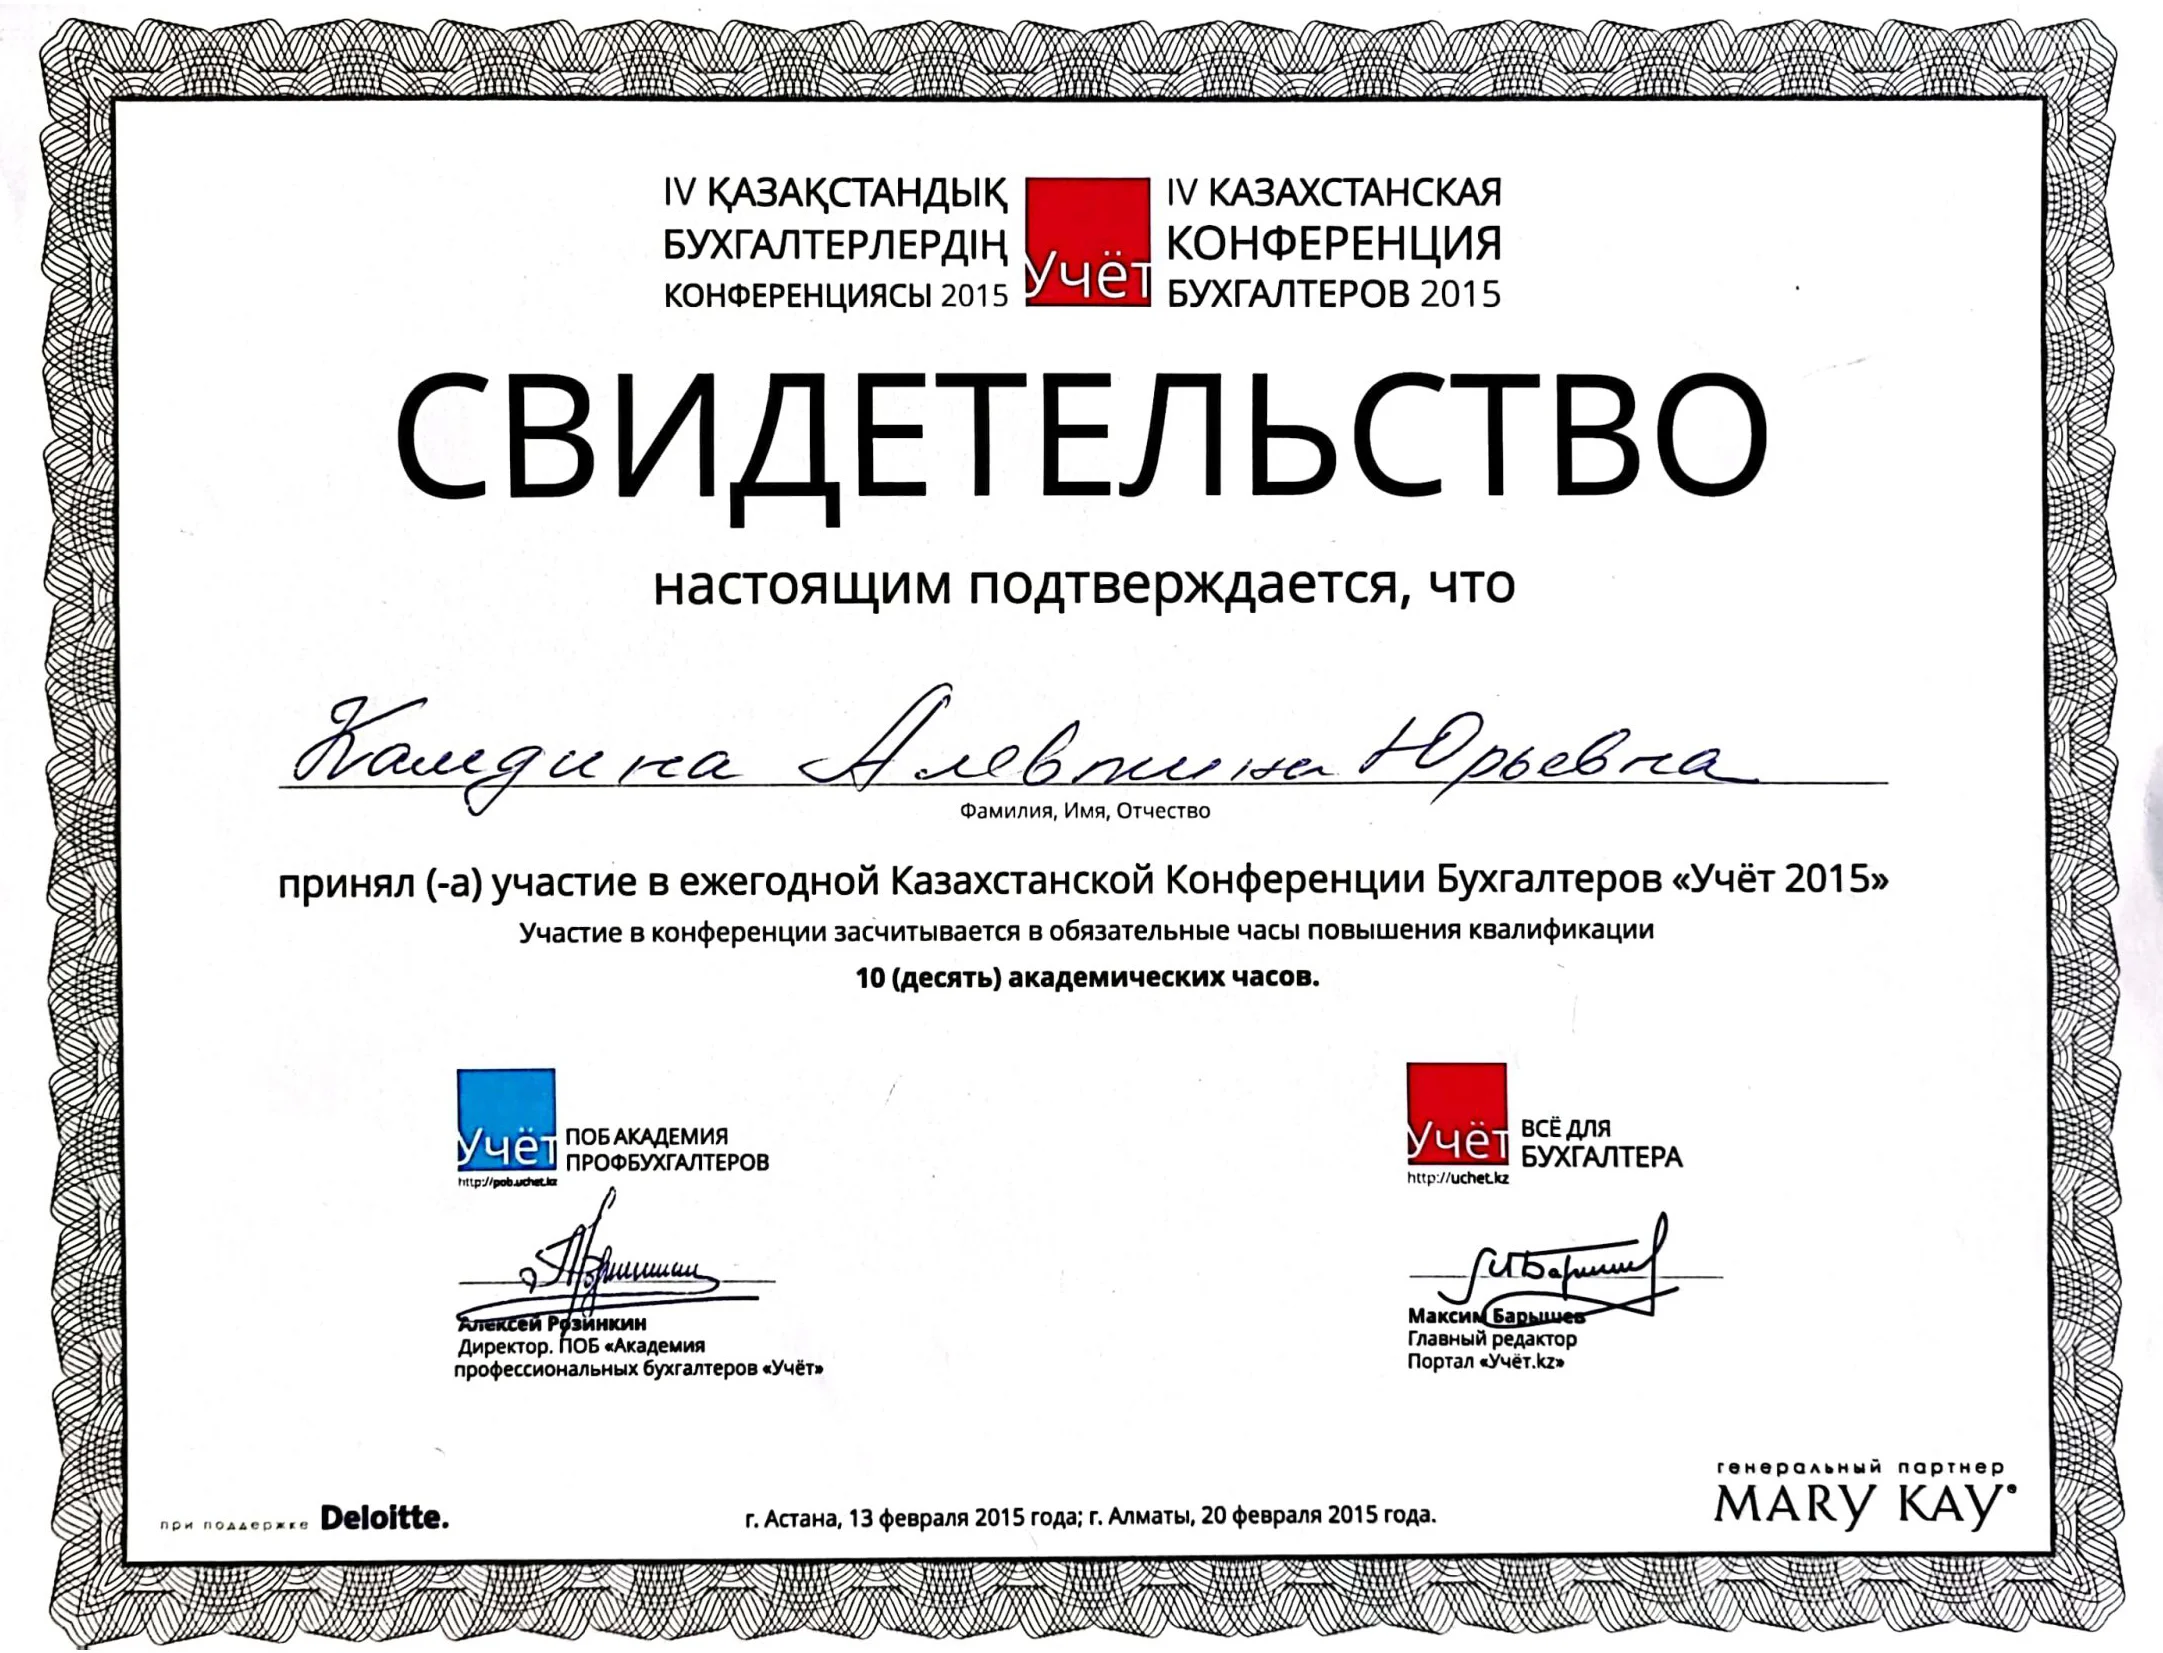 IV ҚАЗАҚСТАНДЫҚ
БУХГАЛТЕРЛЕРДІҢ
КОНФЕРЕНЦИЯСЫ 2015
Учёт
IV КАЗАХСТАНСКАЯ
КОНФЕРЕНЦИЯ
БУХГАЛТЕРОВ 2015
СВИДЕТЕЛЬСТВО
настоящим подтверждается, что
Камдина Алевтина Юрьевна
Фамилия, Имя, Отчество
принял (-а) участие в ежегодной Казахстанской Конференции Бухгалтеров «Учёт 2015»
Участие в конференции засчитывается в обязательные часы повышения квалификации
10 (десять) академических часов.
Учёт
ПОБ АКАДЕМИЯ
ПРОФБУХГАЛТЕРОВ
http://pob.uchet.kz
Алексей Розинкин
Директор. ПОБ «Академия
профессиональных бухгалтеров «Учёт»
Учёт
ВСЁ ДЛЯ
БУХГАЛТЕРА
http://uchet.kz
Максим Барышев
Главный редактор
Портал «Учёт.kz»
при поддержке Deloitte.
г. Астана, 13 февраля 2015 года; г. Алматы, 20 февраля 2015 года.
генеральный партнер
MARY KAY®